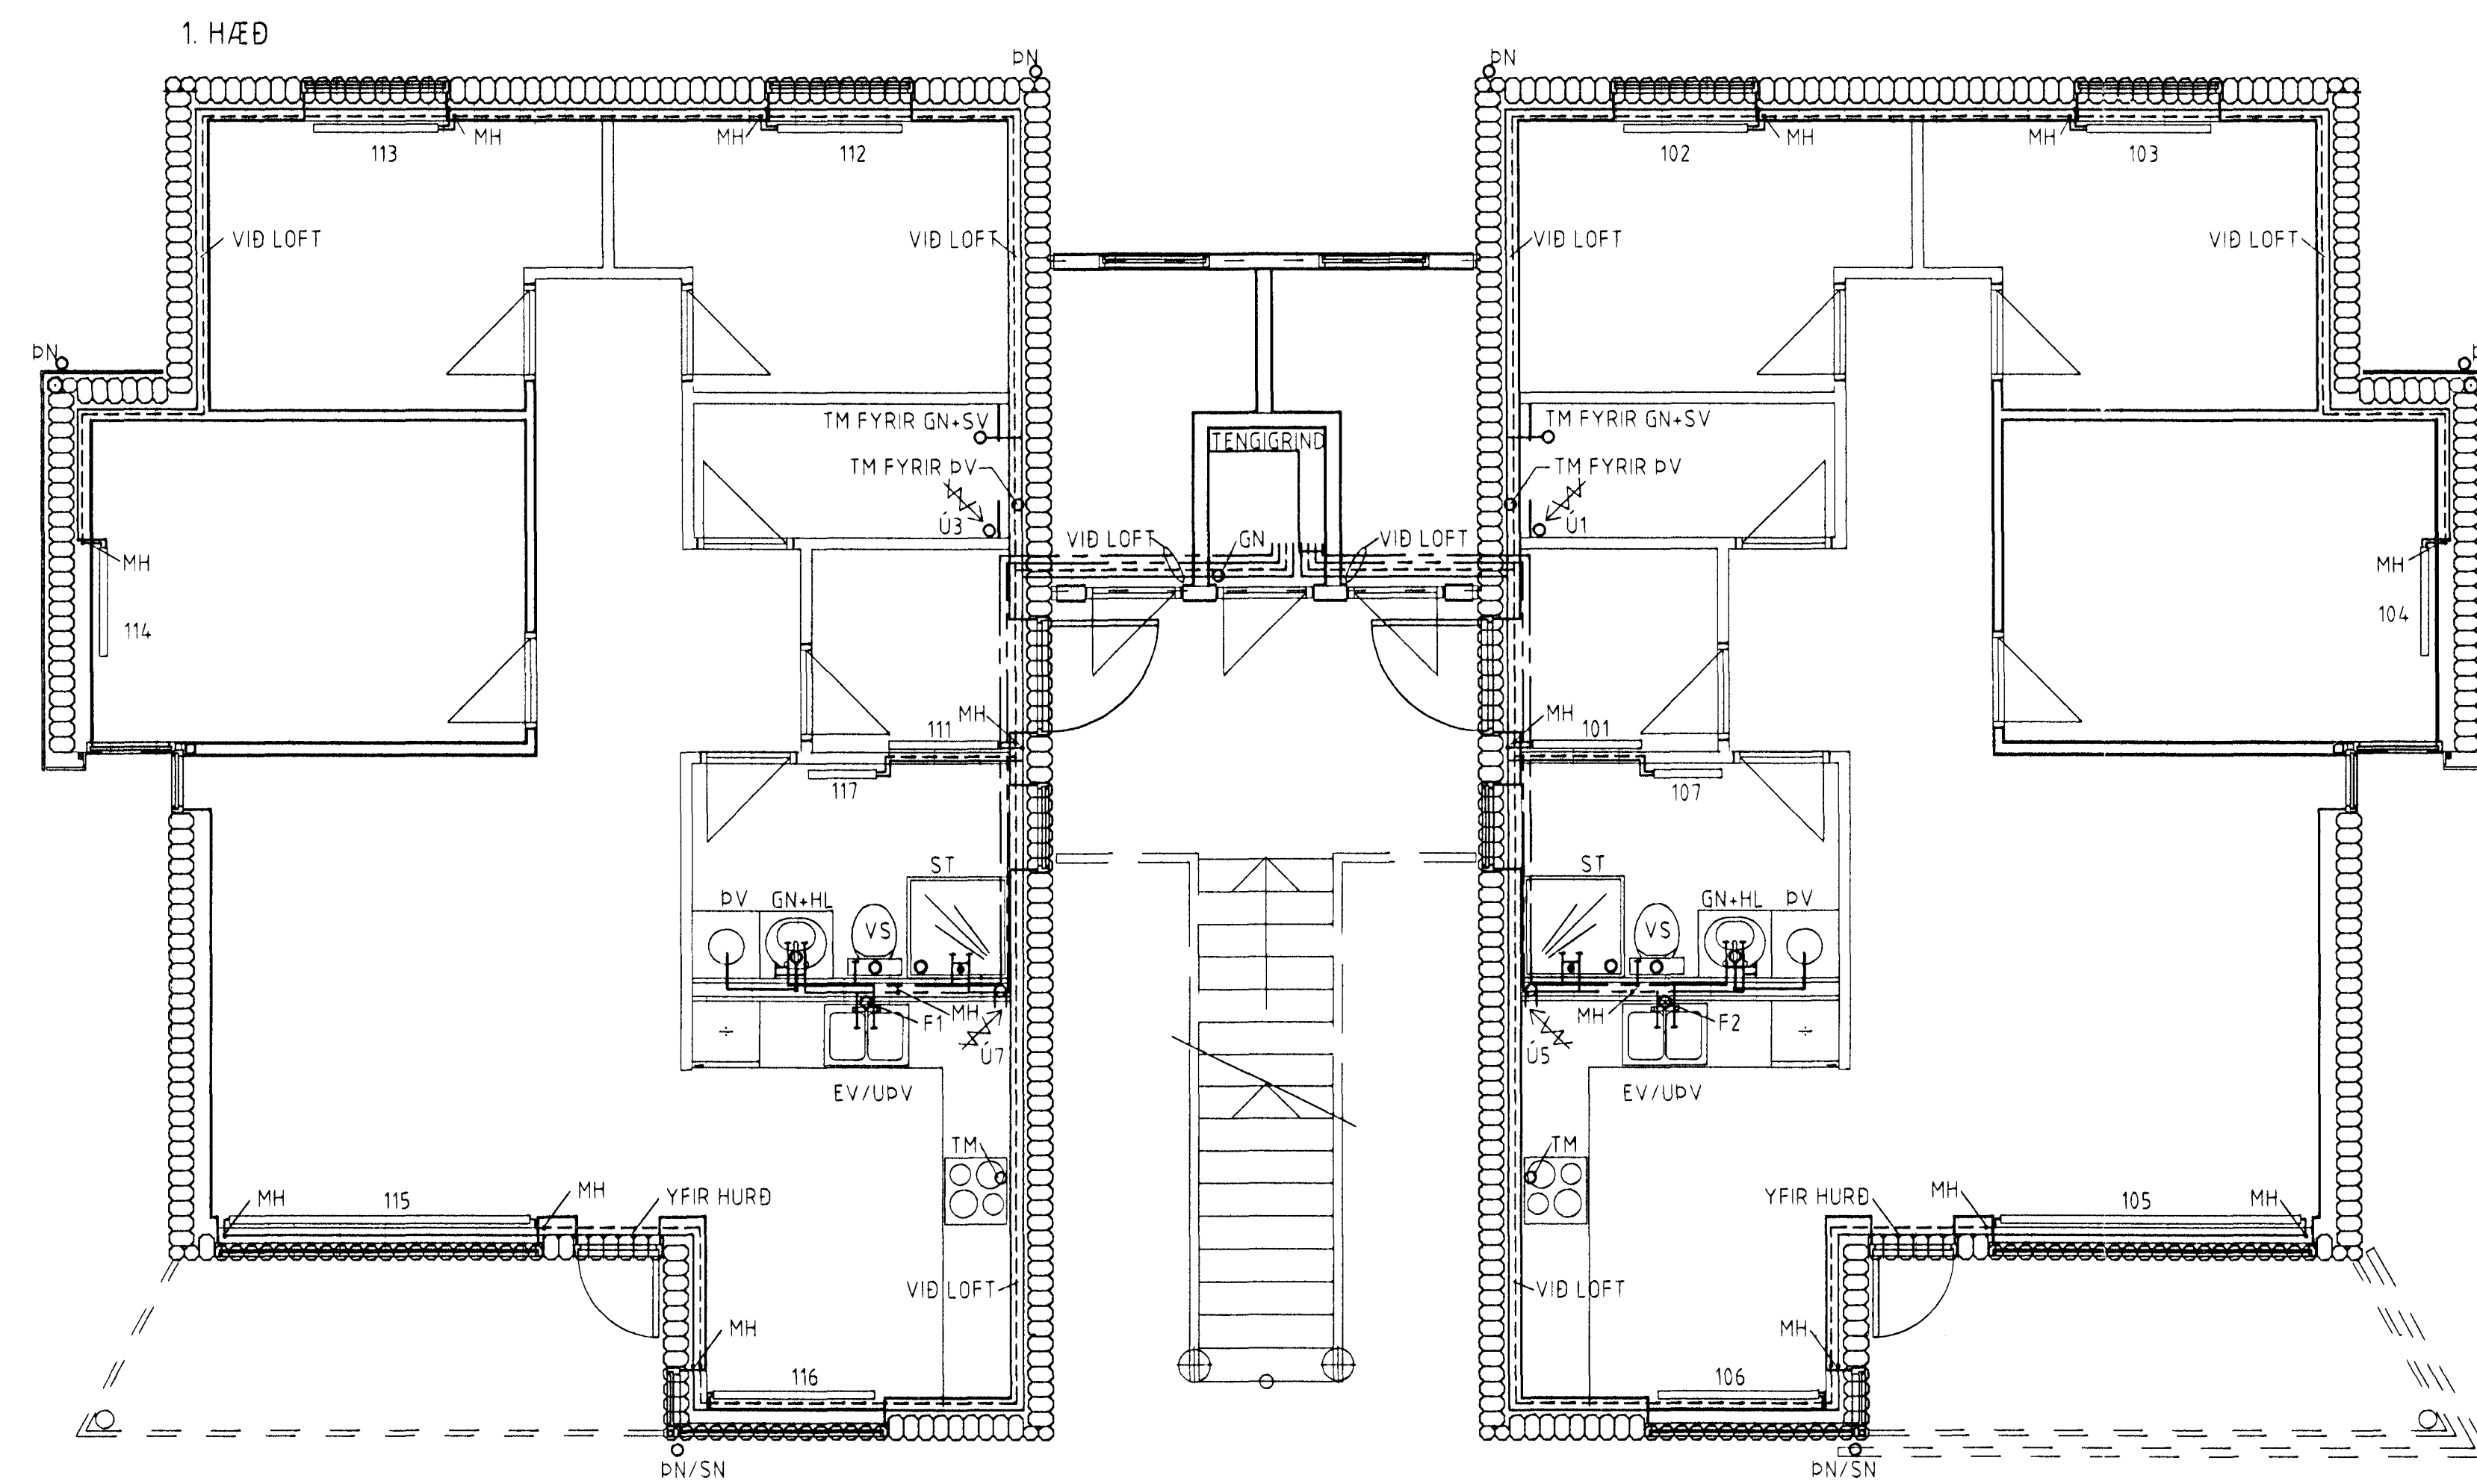 1. HÆÐ
ÞN
ÞN
MH
MH
MH
MH
113
112
102
103
VIÐ LOFT
VIÐ LOFT
VIÐ LOFT
VIÐ LOFT
ÞN
TM FYRIR GN+SV
TENGIGRIND
TM FYRIR GN+SV
TM FYRIR ÞV
TM FYRIR ÞV
Ú3
Ú1
VIÐ LOFT
GN
VIÐ LOFT
MH
MH
114
104
MH
MH
111
101
117
107
ST
ST
ÞV
GN+HL
GN+HL
ÞV
VS
VS
MH
F1
MH
F2
Ú7
Ú5
EV/UÞV
EV/UÞV
TM
TM
MH
115
MH
YFIR HURÐ
YFIR HURÐ
MH
105
MH
VIÐ LOFT
VIÐ LOFT
MH
MH
116
106
ÞN/SN
ÞN/SN